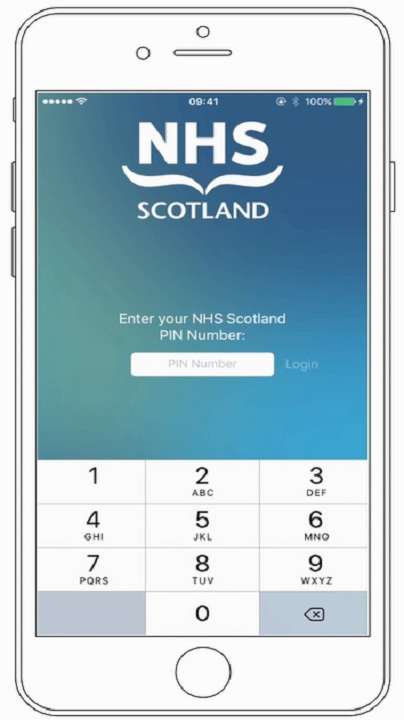 09:41 100%
NHS
SCOTLAND
Enter your NHS Scotland
PIN Number:
PIN Number Login
1 2 3
ABC DEF
4 5 6
GHI JKL MNO
7 8 9
PQRS TUV WXYZ
0